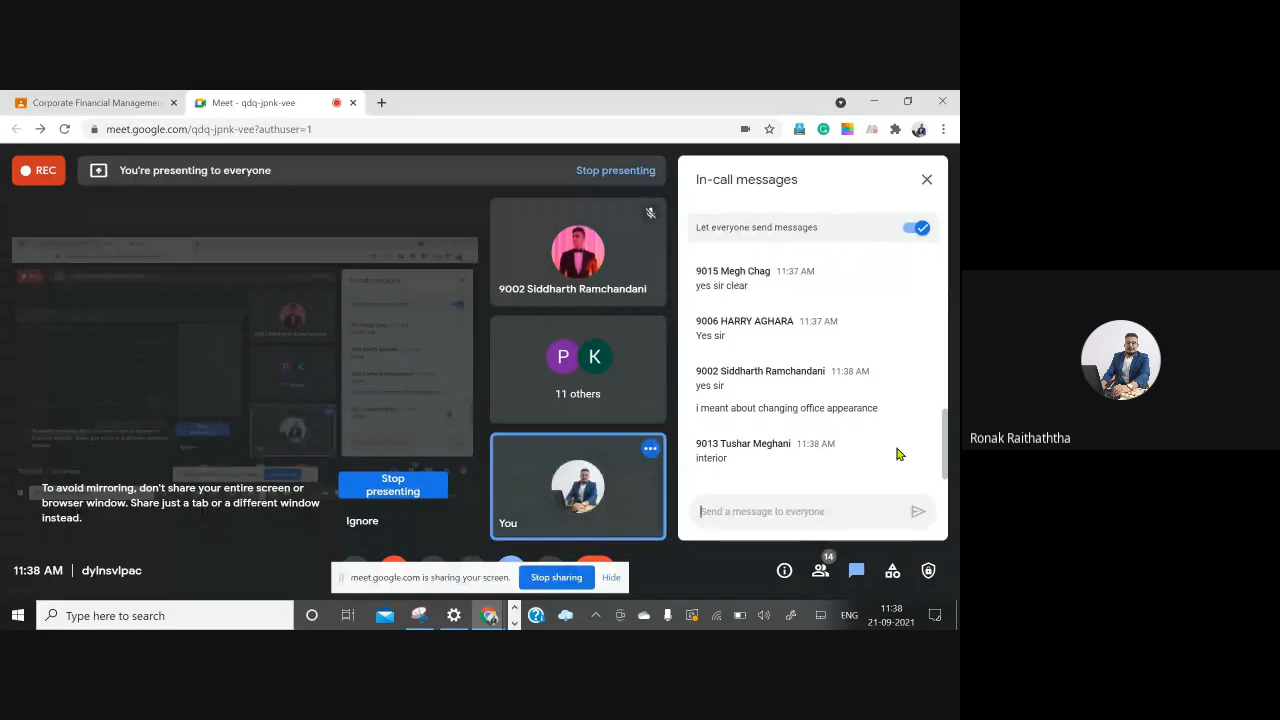 Corporate Financial Managemen
Meet - qdq-jpnk-vee
meet.google.com/qdq-jpnk-vee?authuser=1
REC
You're presenting to everyone
Stop presenting
9002 Siddharth Ramchandani
P K
11 others
You
To avoid mirroring, don't share your entire screen or
browser window. Share just a tab or a different window
instead.
Stop
presenting
Ignore
In-call messages
Let everyone send messages
9015 Megh Chag 11:37 AM
yes sir clear
9006 HARRY AGHARA 11:37 AM
Yes sir
9002 Siddharth Ramchandani 11:38 AM
yes sir
i meant about changing office appearance
9013 Tushar Meghani 11:38 AM
interior
Send a message to everyone
11:38 AM | dylnsvlpac
meet.google.com is sharing your screen.
Stop sharing
Hide
14
Type here to search
ENG
11:38
21-09-2021
Ronak Raithaththa